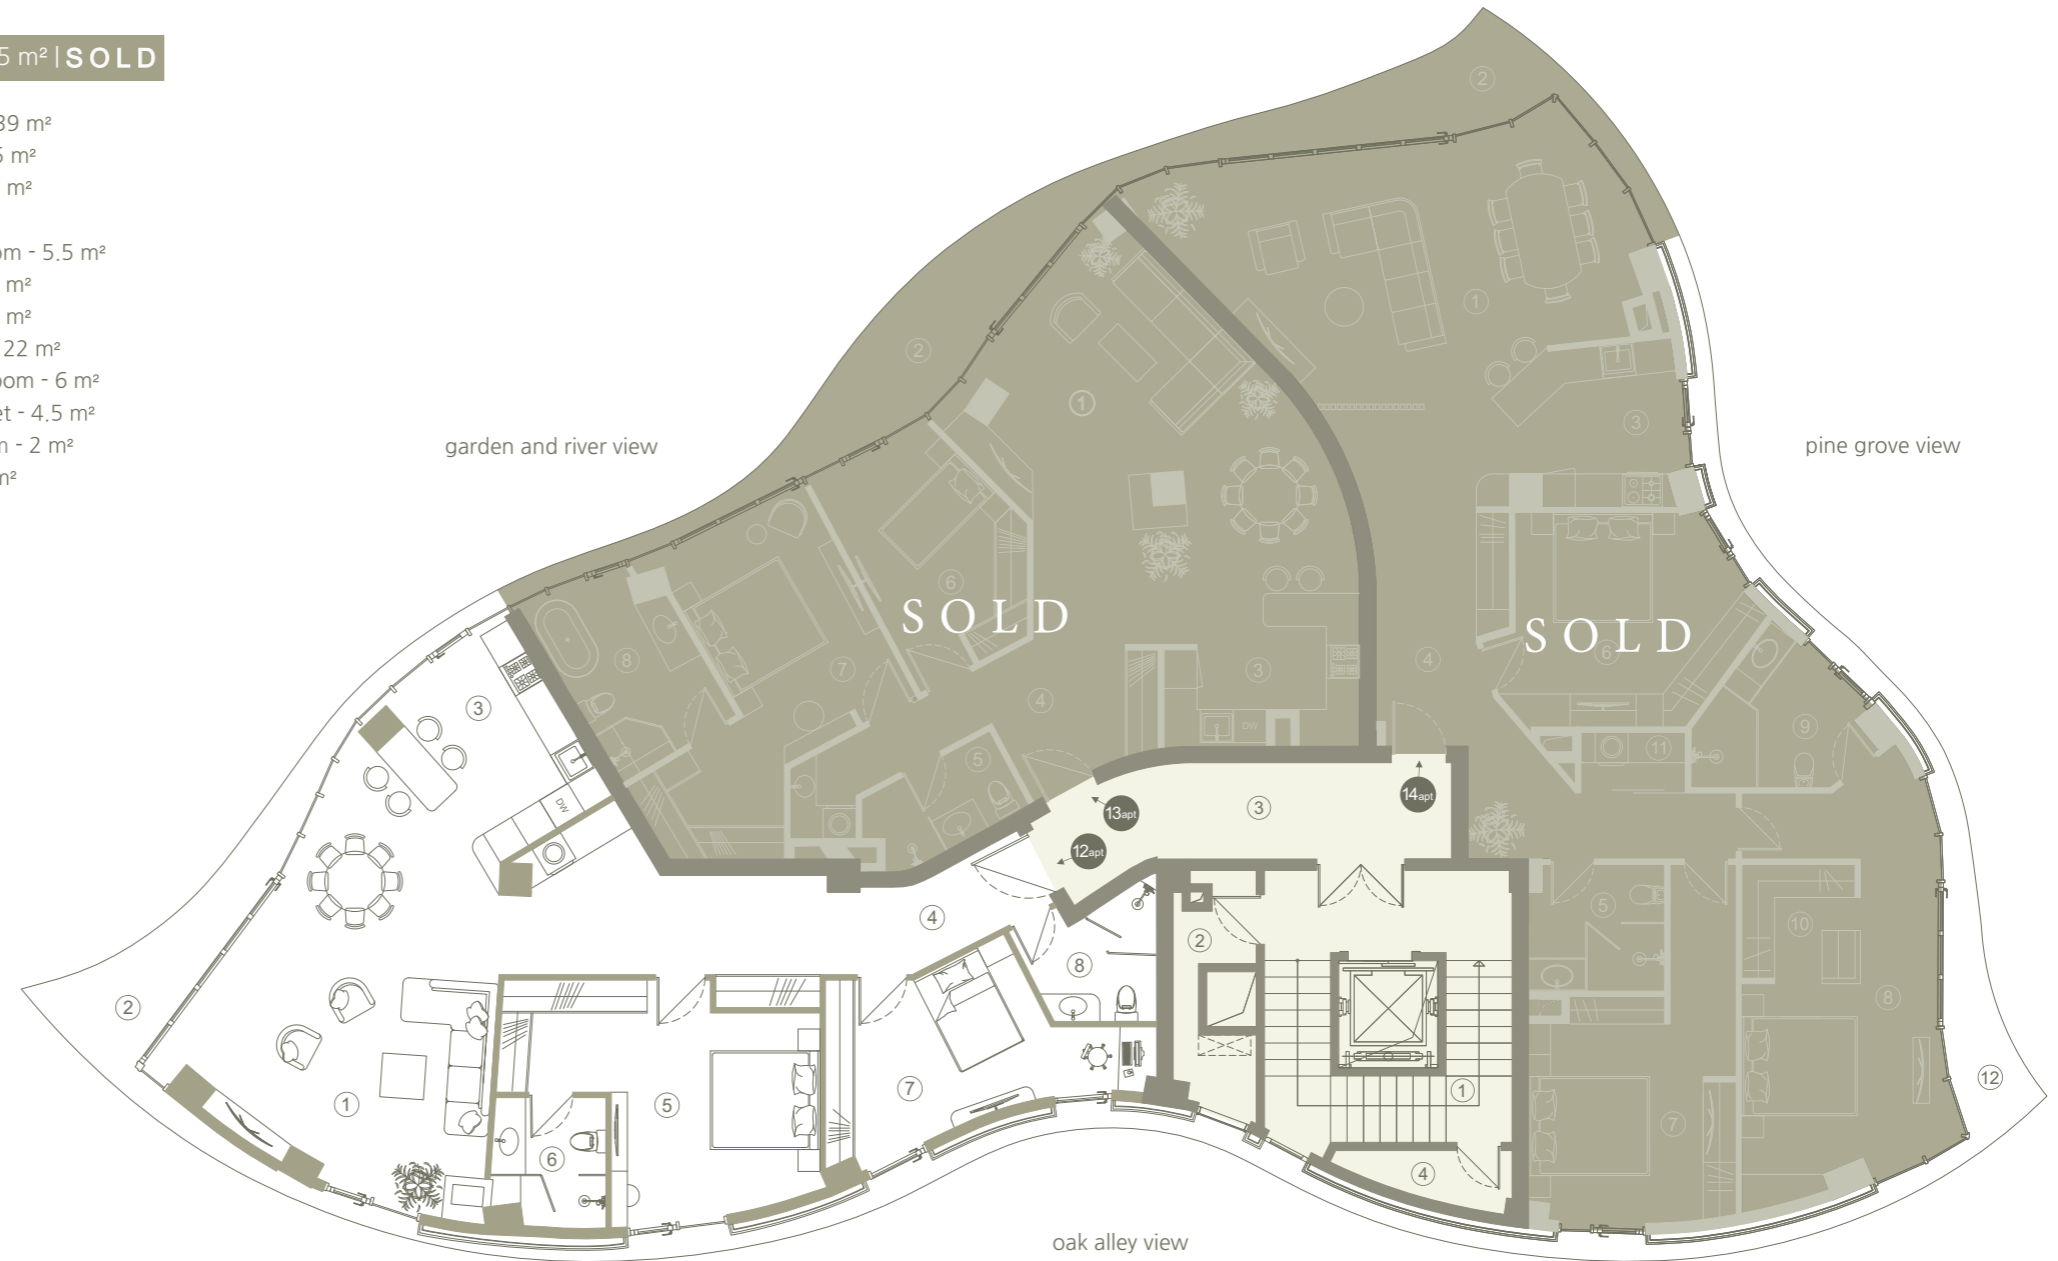 5 m² | SOLD
39 m²
5 m²
m²
om - 5.5 m²
m²
m²
22 m²
oom - 6 m²
et - 4.5 m²
m - 2 m²
m²
garden and river view
pine grove view
oak alley view
SOLD
SOLD
12apt
13apt
14apt
2
1
3
2
1
6
8
7
4
3
5
4
6
9
11
5
10
8
7
12
3
4
2
1
5
6
7
8
3
2
1
4
DW
DW